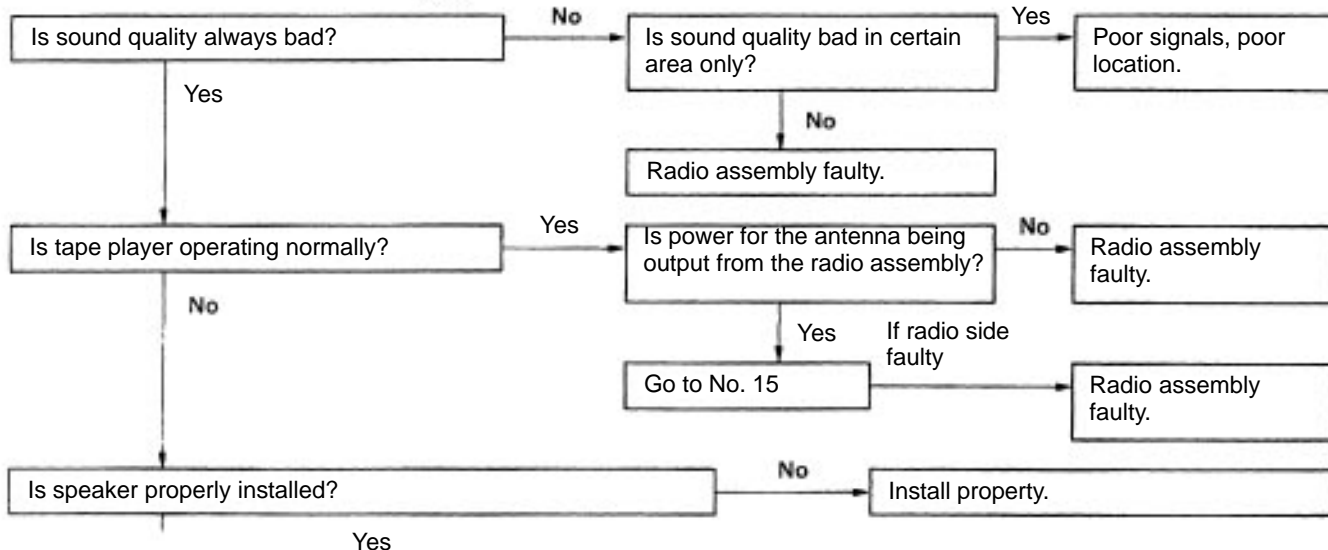 No
Yes
Is sound quality always bad?
Is sound quality bad in certain
area only?
Poor signals, poor
location.
Yes
No
Radio assembly faulty.
Is tape player operating normally?
Yes
Is power for the antenna being
output from the radio assembly?
No
Radio assembly
faulty.
No
Yes
If radio side
faulty
Go to No. 15
Radio assembly
faulty.
Is speaker properly installed?
No
Install property.
Yes